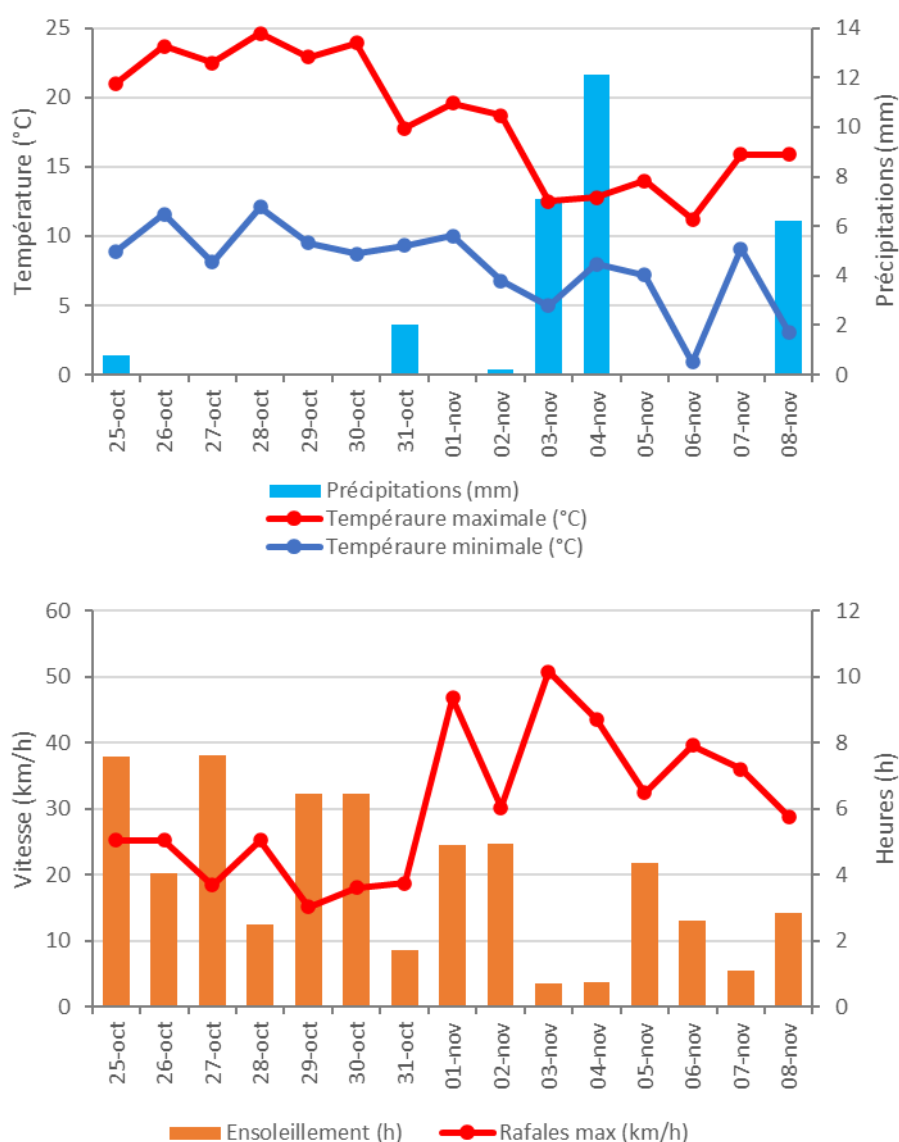 Température (°C)
25
20
15
10
5
0
Précipitations (mm)
14
12
10
8
6
4
2
0
25-oct
26-oct
27-oct
28-oct
29-oct
30-oct
31-oct
01-nov
02-nov
03-nov
04-nov
05-nov
06-nov
07-nov
08-nov
Précipitations (mm)
Tempéraure maximale (°C)
Tempéraure minimale (°C)
Vitesse (km/h)
60
50
40
30
20
10
0
Heures (h)
12
10
8
6
4
2
0
25-oct
26-oct
27-oct
28-oct
29-oct
30-oct
31-oct
01-nov
02-nov
03-nov
04-nov
05-nov
06-nov
07-nov
08-nov
Ensoleillement (h)
Rafales max (km/h)